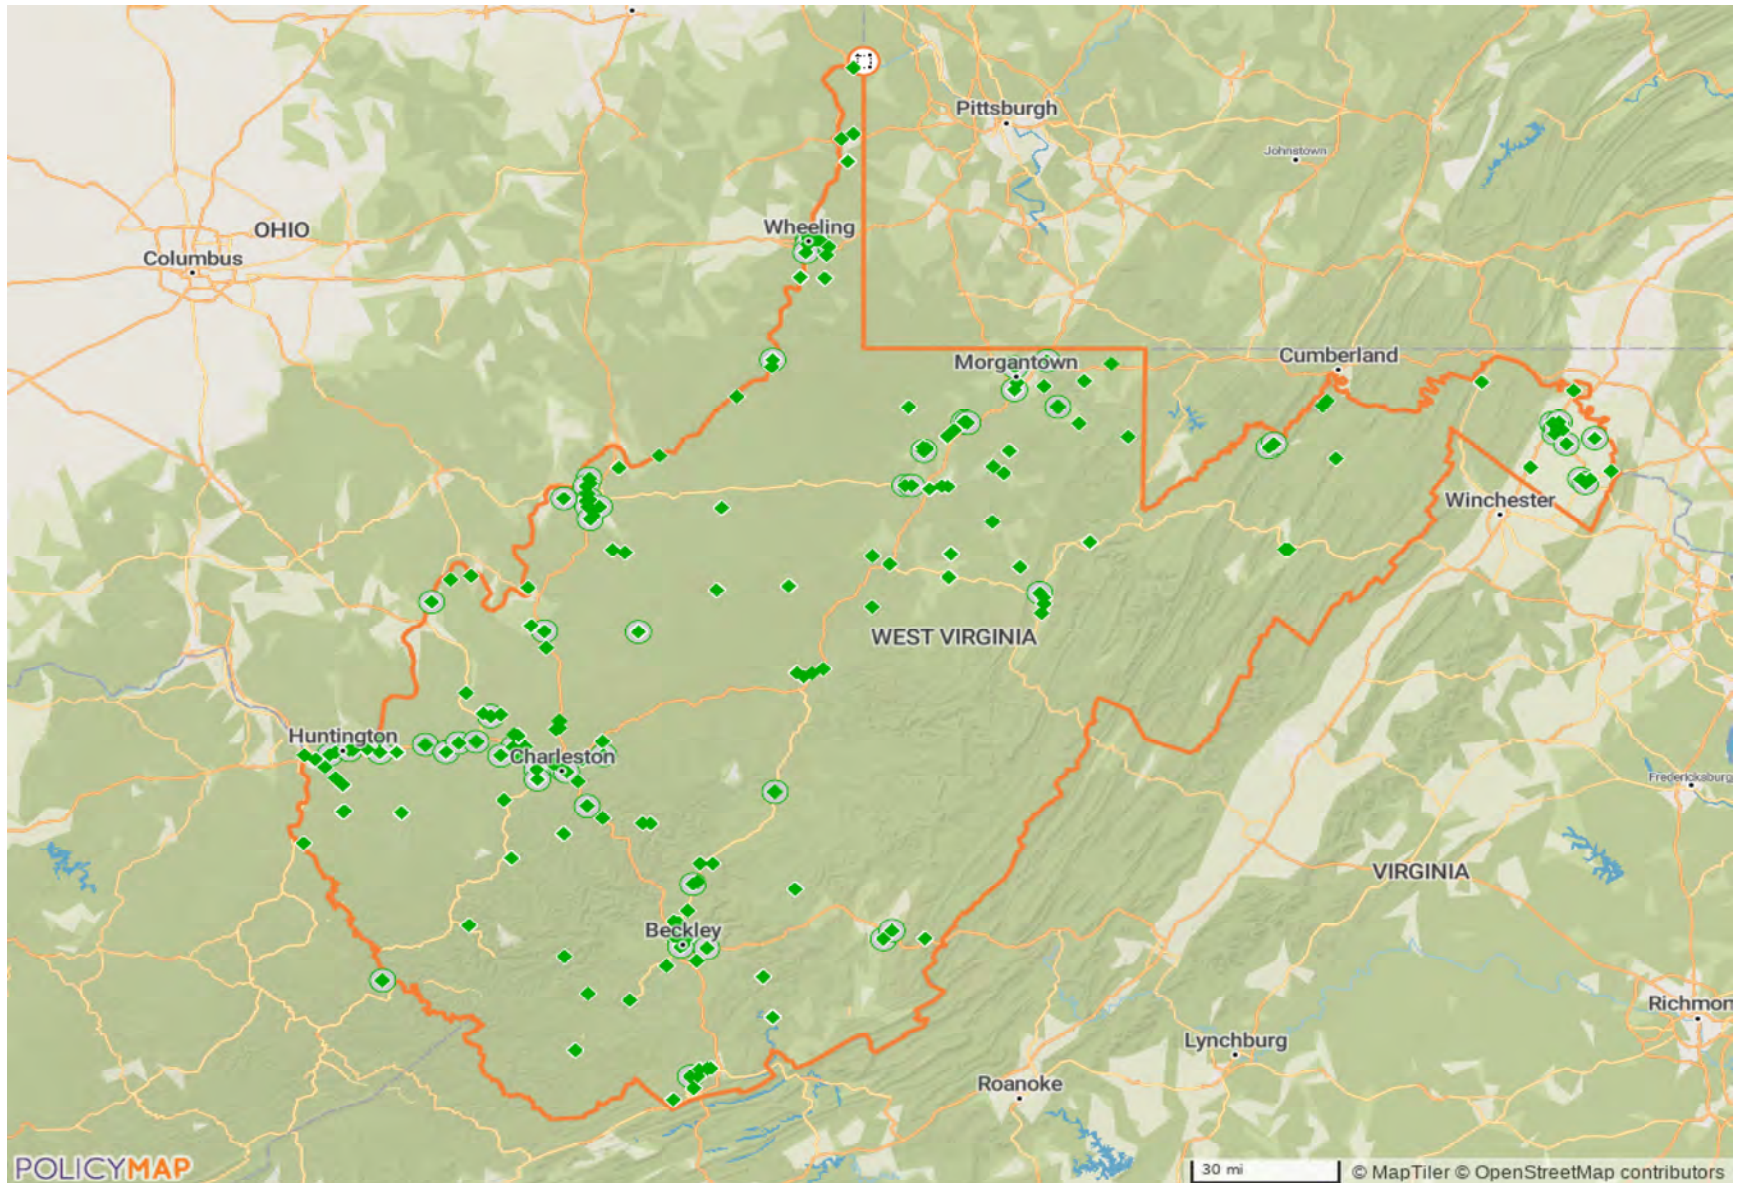 Pittsburgh
Johnstown
OHIO
Wheeling
Columbus
Morgantown
Cumberland
Winchester
WEST VIRGINIA
Huntington
Charleston
Fredericksburg
VIRGINIA
Beckley
Richmon
Lynchburg
Roanoke
POLICYMAP
30 mi
© MapTiler © OpenStreetMap contributors